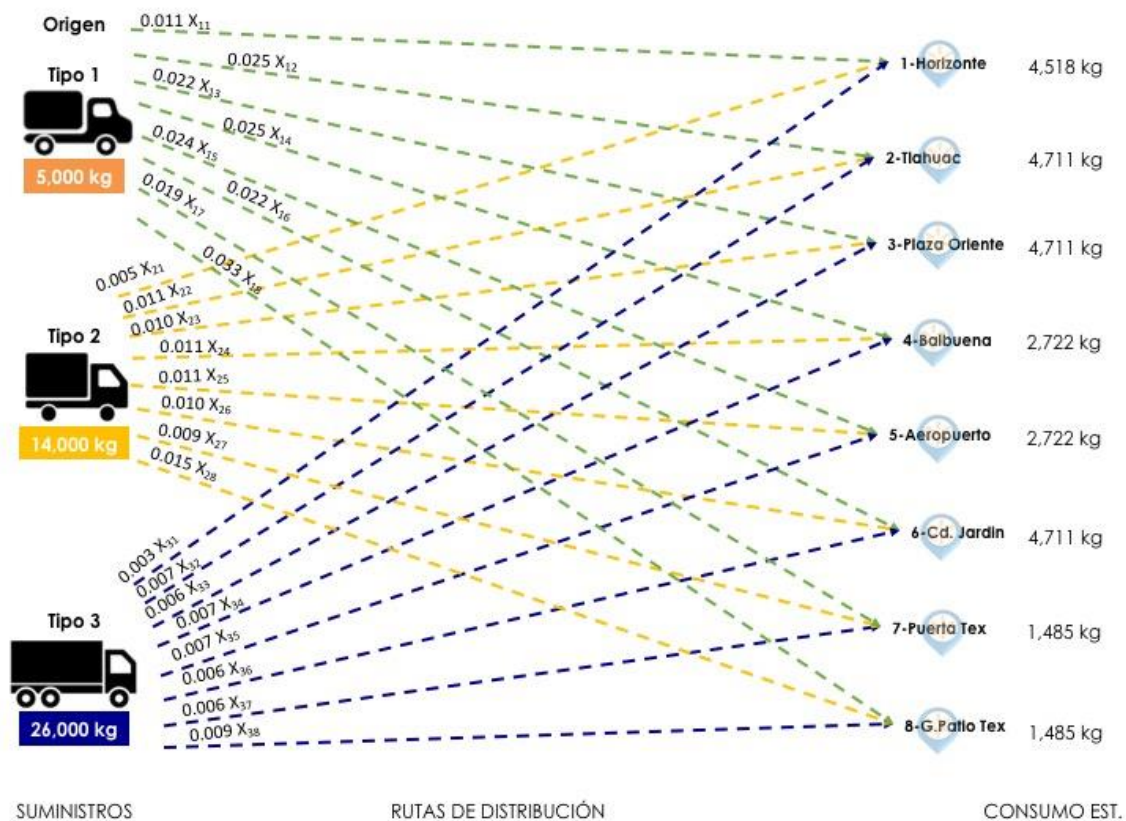 Origen
Tipo 1
5,000 kg
0.011 X₁₁
0.025 X₁₂
0.022 X₁₃
0.025 X₁₄
0.024 X₁₅
0.022 X₁₆
0.019 X₁₇
0.033 X₁₈
Tipo 2
14,000 kg
0.005 X₂₁
0.011 X₂₂
0.010 X₂₃
0.011 X₂₄
0.011 X₂₅
0.010 X₂₆
0.009 X₂₇
0.015 X₂₈
Tipo 3
26,000 kg
0.003 X₃₁
0.007 X₃₂
0.006 X₃₃
0.007 X₃₄
0.007 X₃₅
0.006 X₃₆
0.006 X₃₇
0.009 X₃₈
1-Horizonte 4,518 kg
2-Tlahuac 4,711 kg
3-Plaza Oriente 4,711 kg
4-Balbuena 2,722 kg
5-Aeropuerto 2,722 kg
6-Cd. Jardin 4,711 kg
7-Puerta Tex 1,485 kg
8-G.Patio Tex 1,485 kg
SUMINISTROS RUTAS DE DISTRIBUCIÓN CONSUMO EST.